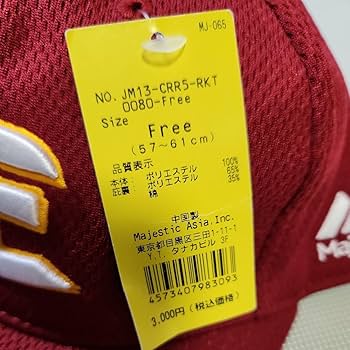 MJ-065
NO. JM13-CRR5-RKT
0080-Free
Size
Free
(57~61cm)
品質表示
本体: ポリエステル 100%
庇裏 ポリエステル 65%
綿 35%
中国製
Majestic Asia.Inc.
東京都目黒区三田1-11-1
Y.T. タナカビル 3F
4573407983093
3,000円(税込価格)